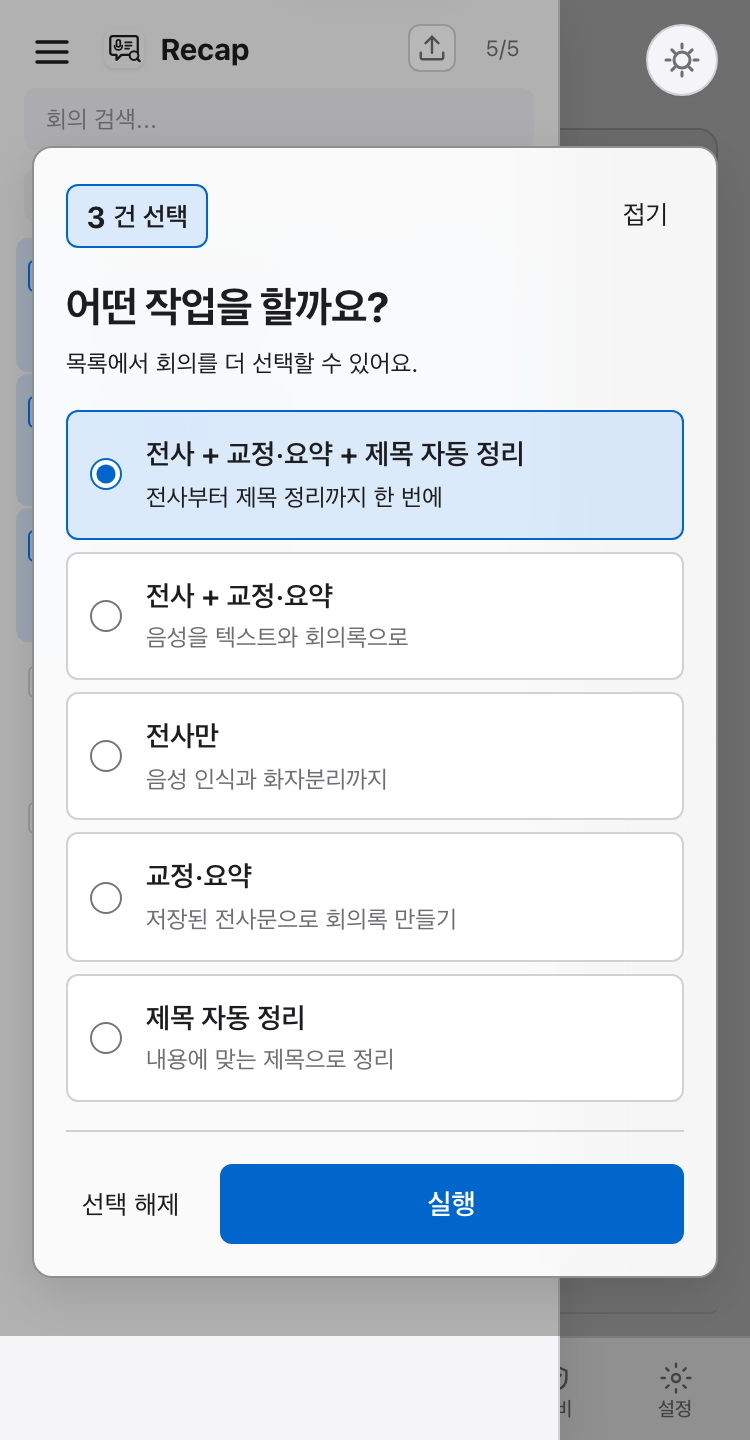 Recap
5/5
회의 검색...
3 건 선택
접기
어떤 작업을 할까요?
목록에서 회의를 더 선택할 수 있어요.
전사 + 교정·요약 + 제목 자동 정리
전사부터 제목 정리까지 한 번에
전사 + 교정·요약
음성을 텍스트와 회의록으로
전사만
음성 인식과 화자분리까지
교정·요약
저장된 전사문으로 회의록 만들기
제목 자동 정리
내용에 맞는 제목으로 정리
선택 해제
실행
비
설정